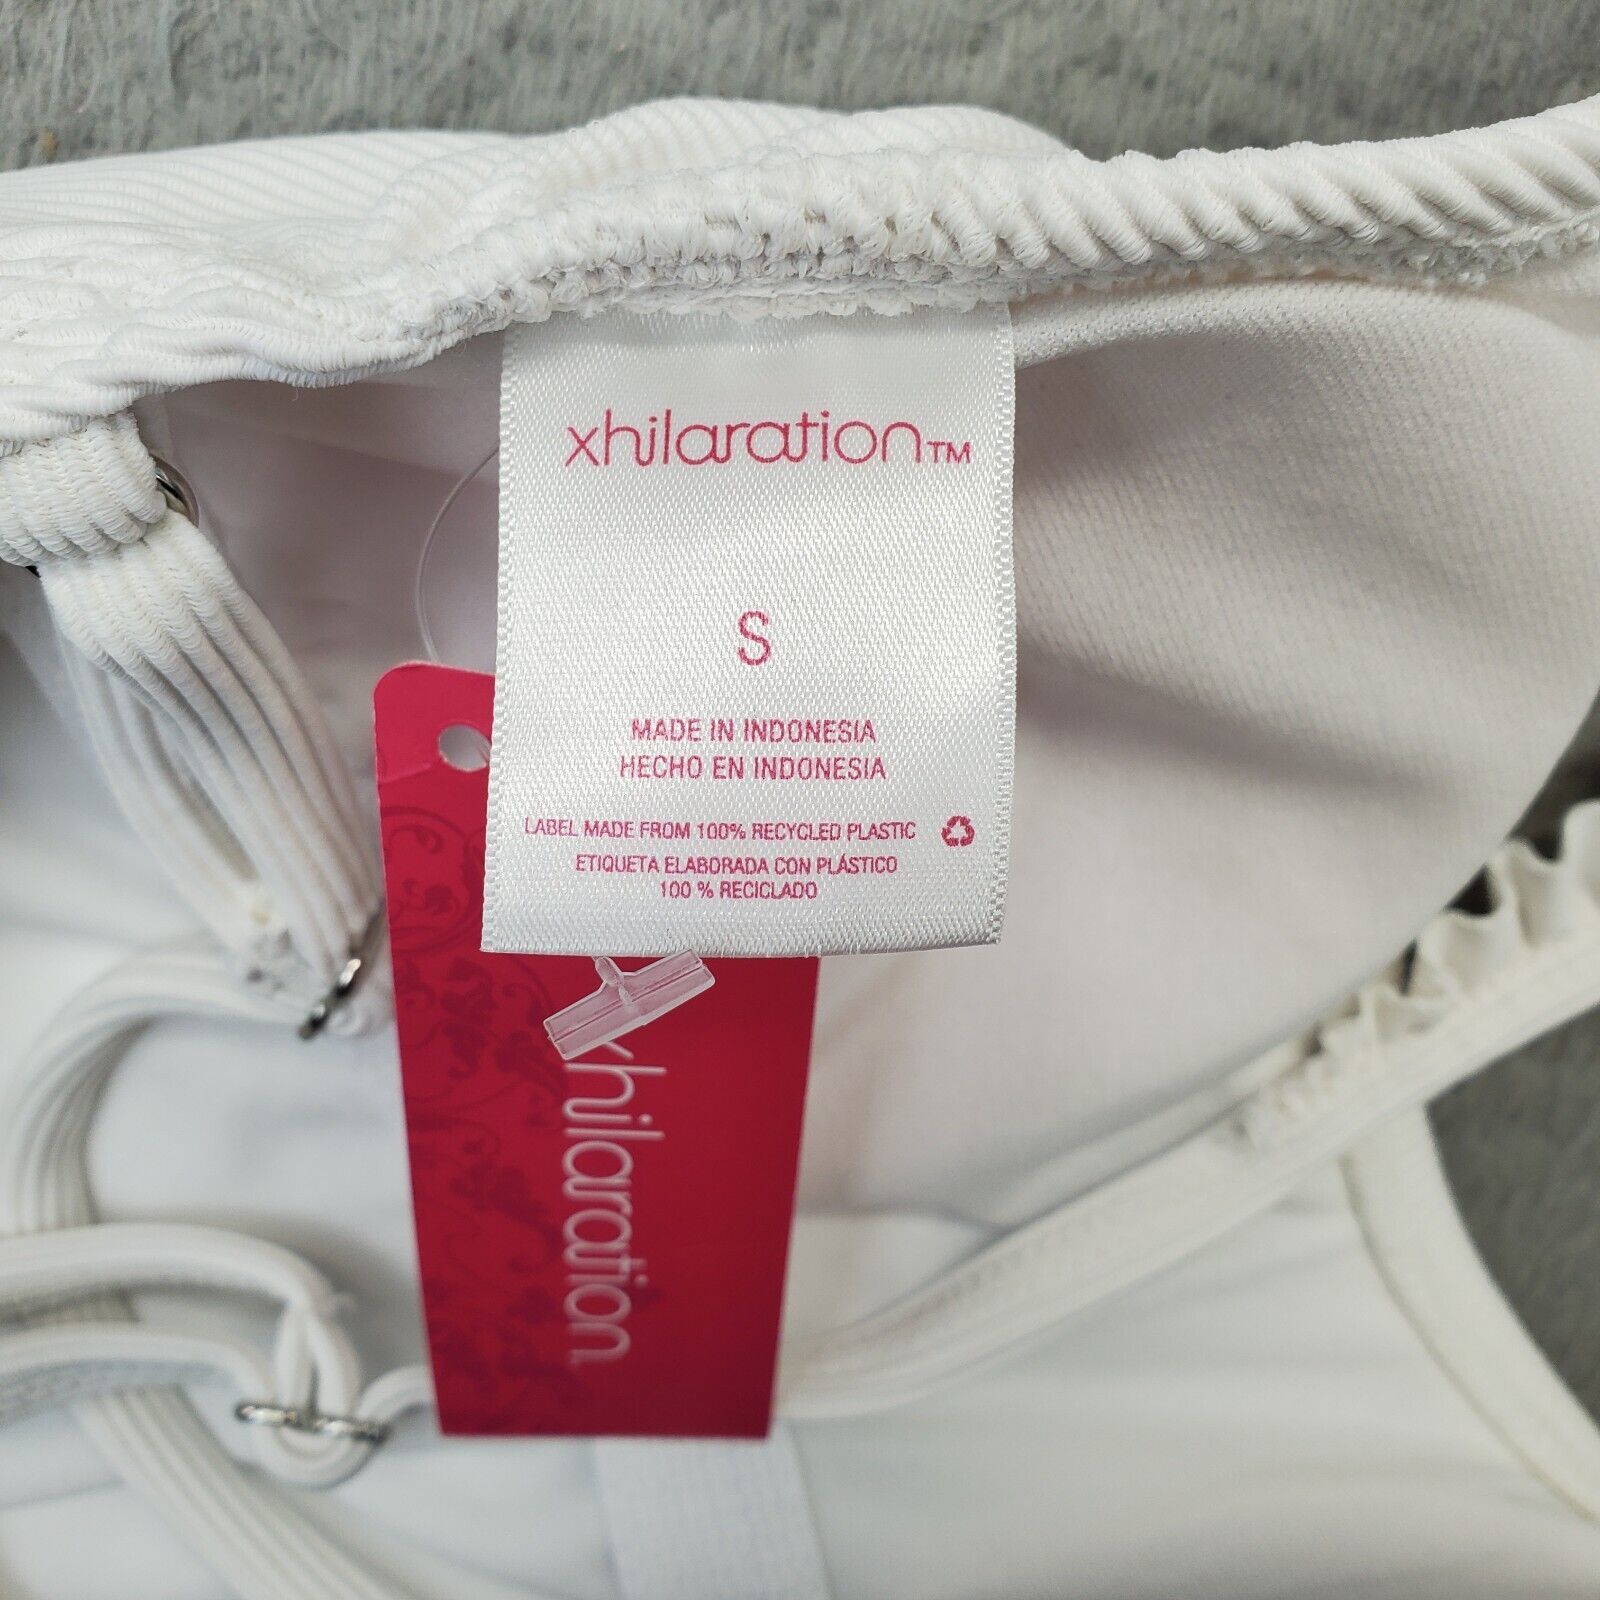 xhilaration™
S
MADE IN INDONESIA
HECHO EN INDONESIA
LABEL MADE FROM 100% RECYCLED PLASTIC
ETIQUETA ELABORADA CON PLÁSTICO
100 % RECICLADO
xhilaration